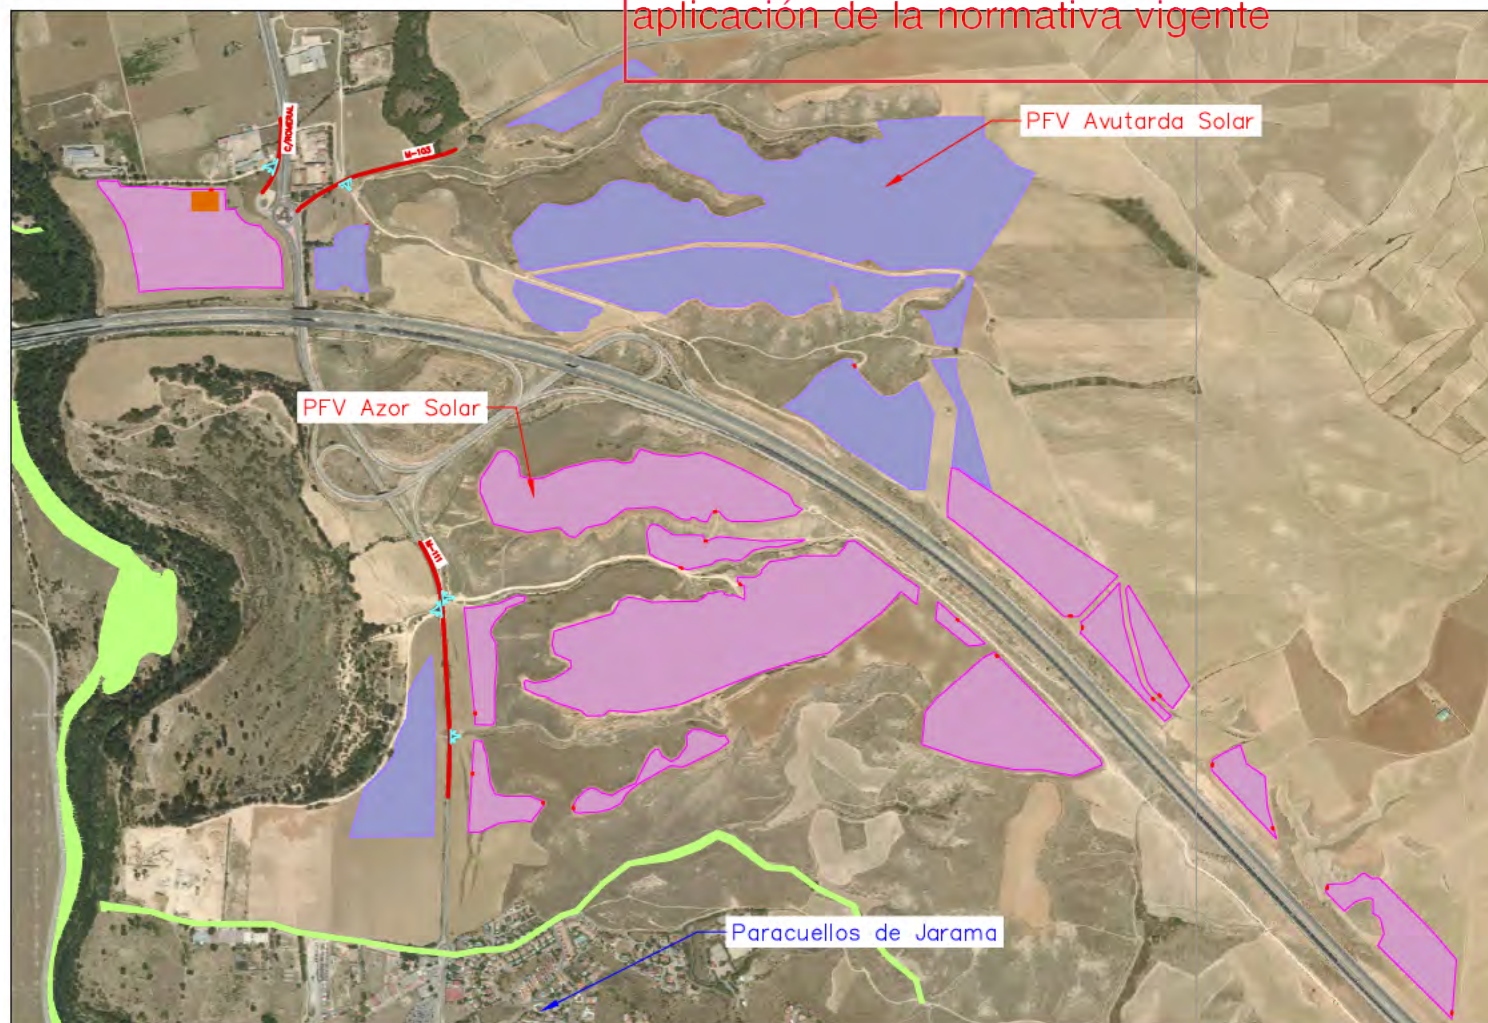 aplicación de la normativa vigente
PFV Avutarda Solar
C/ROMERAL
M-103
PFV Azor Solar
M-111
Paracuellos de Jarama